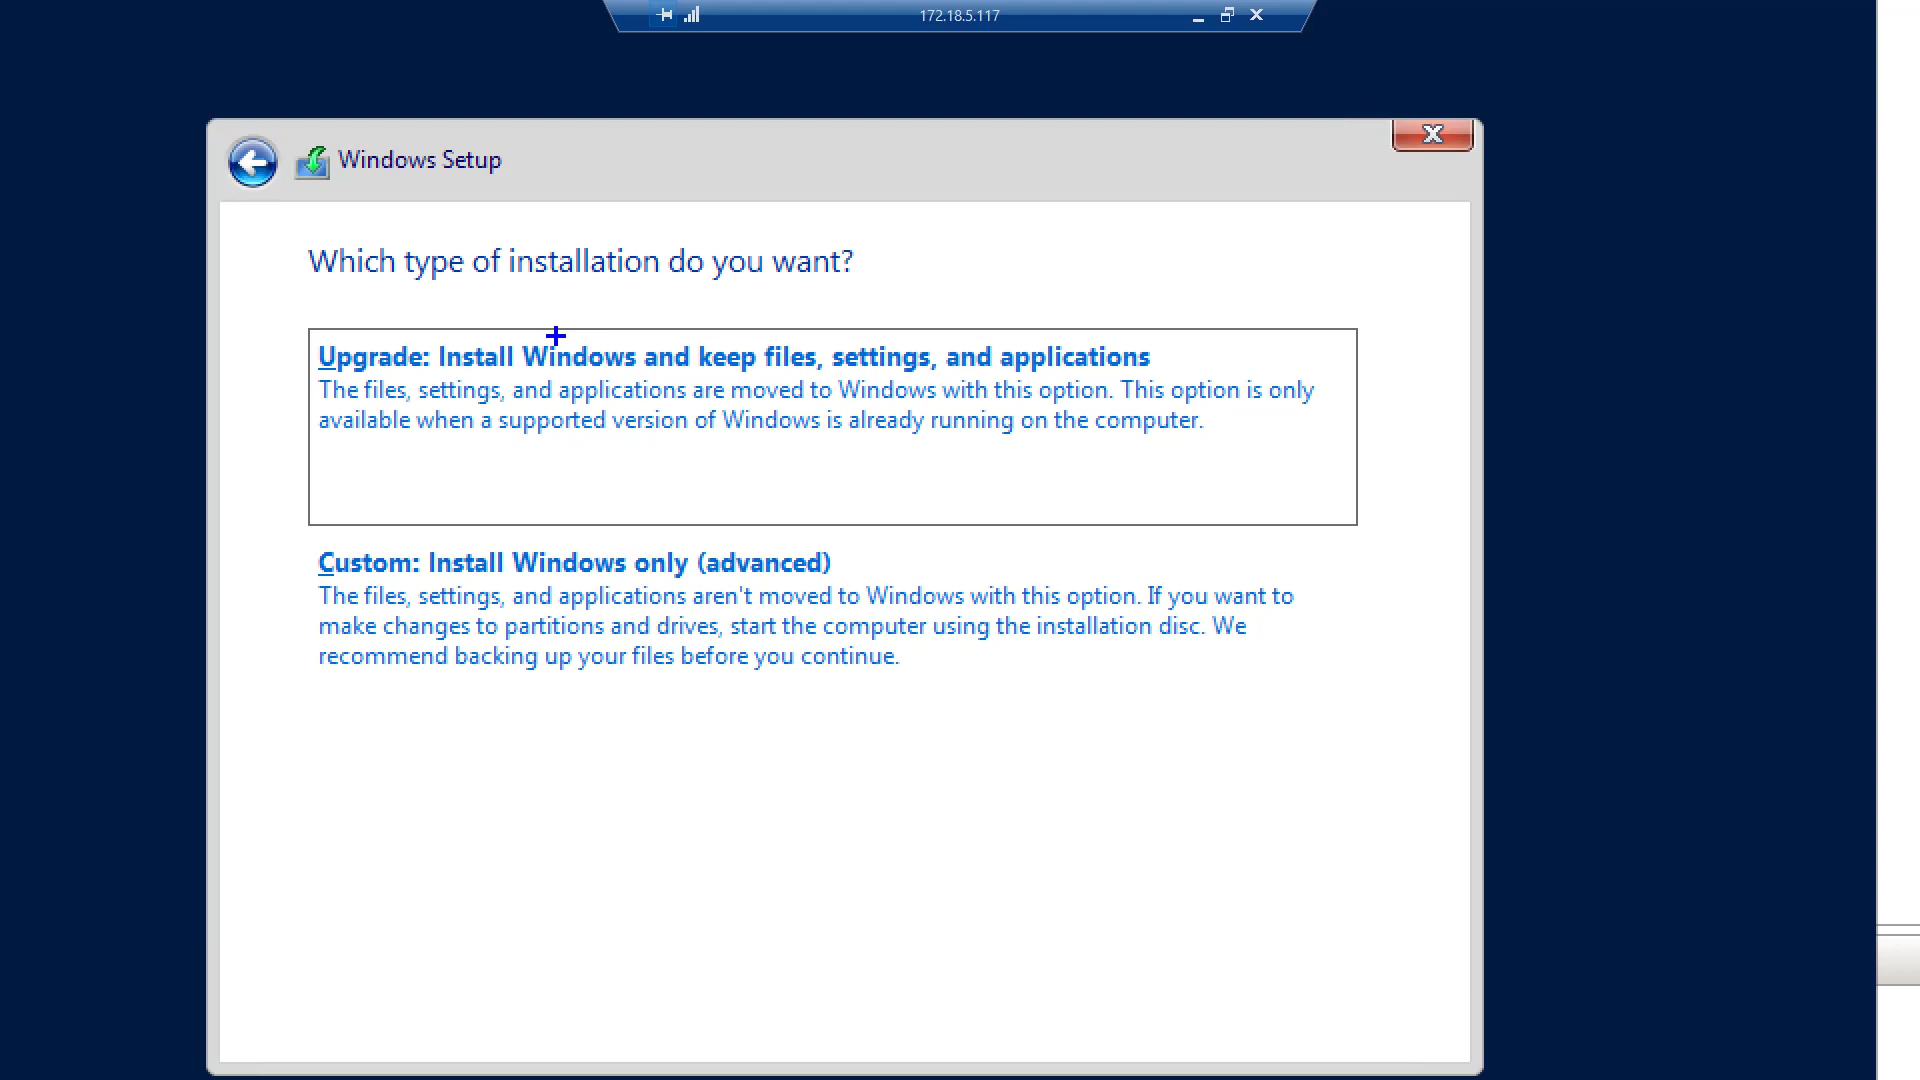 172.18.5.117
Windows Setup
Which type of installation do you want?
Upgrade: Install Windows and keep files, settings, and applications
The files, settings, and applications are moved to Windows with this option. This option is only
available when a supported version of Windows is already running on the computer.
Custom: Install Windows only (advanced)
The files, settings, and applications aren't moved to Windows with this option. If you want to
make changes to partitions and drives, start the computer using the installation disc. We
recommend backing up your files before you continue.